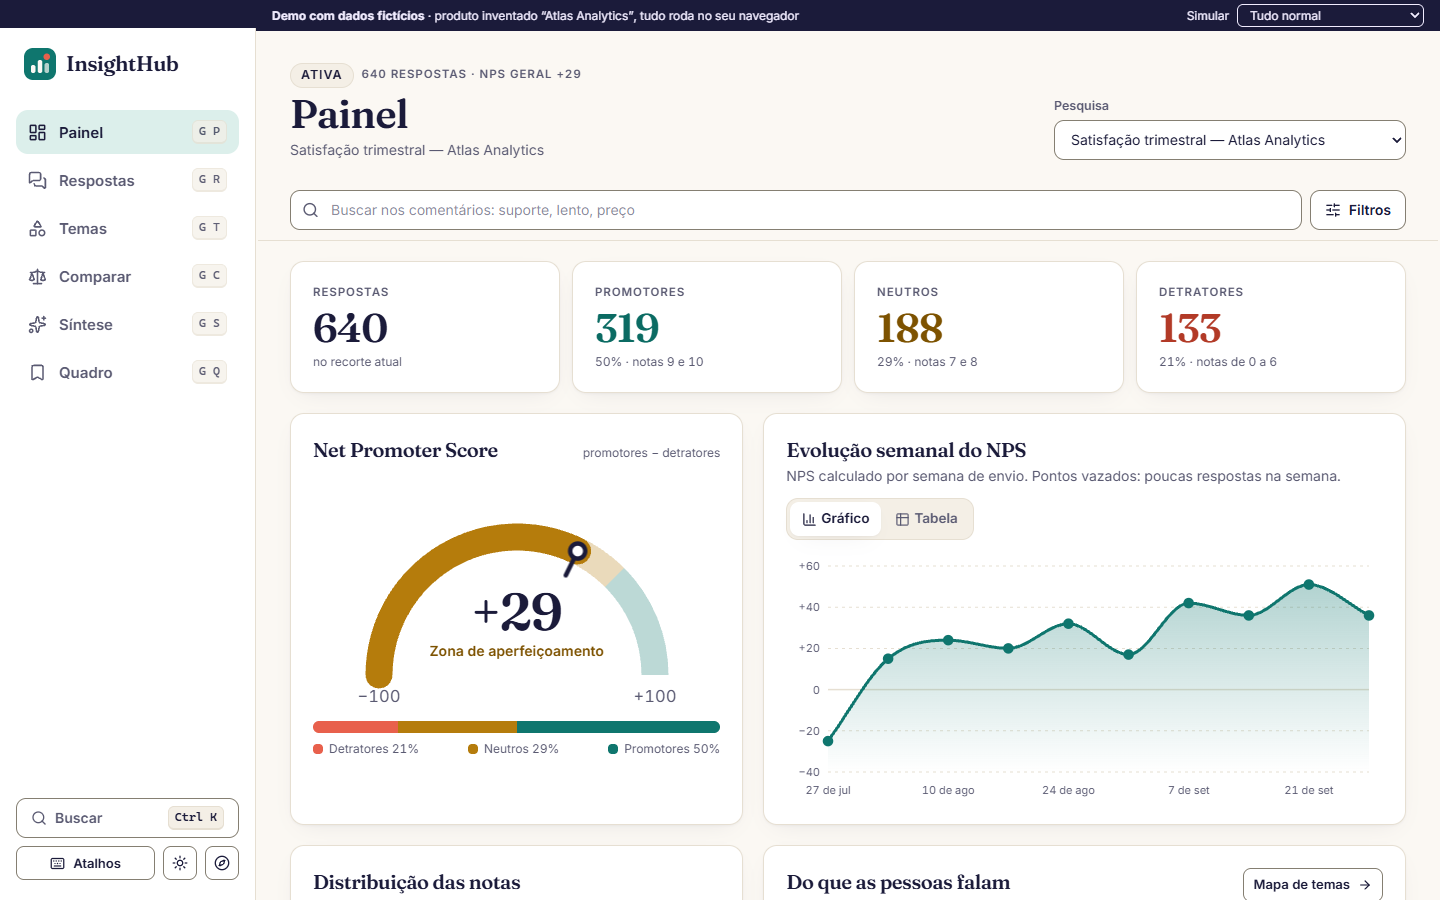 Demo com dados fictícios · produto inventado “Atlas Analytics”, tudo roda no seu navegador
Simular
Tudo normal
InsightHub
Painel G P
Respostas G R
Temas G T
Comparar G C
Síntese G S
Quadro G Q
Buscar Ctrl K
Atalhos
ATIVA 640 RESPOSTAS · NPS GERAL +29
Painel
Satisfação trimestral — Atlas Analytics
Pesquisa
Satisfação trimestral — Atlas Analytics
Buscar nos comentários: suporte, lento, preço
Filtros
RESPOSTAS
640
no recorte atual
PROMOTORES
319
50% · notas 9 e 10
NEUTROS
188
29% · notas 7 e 8
DETRATORES
133
21% · notas de 0 a 6
Net Promoter Score
promotores − detratores
+29
Zona de aperfeiçoamento
−100
+100
Detratores 21%
Neutros 29%
Promotores 50%
Evolução semanal do NPS
NPS calculado por semana de envio. Pontos vazados: poucas respostas na semana.
Gráfico
Tabela
+60
+40
+20
0
−20
−40
27 de jul
10 de ago
24 de ago
7 de set
21 de set
Distribuição das notas
Do que as pessoas falam
Mapa de temas